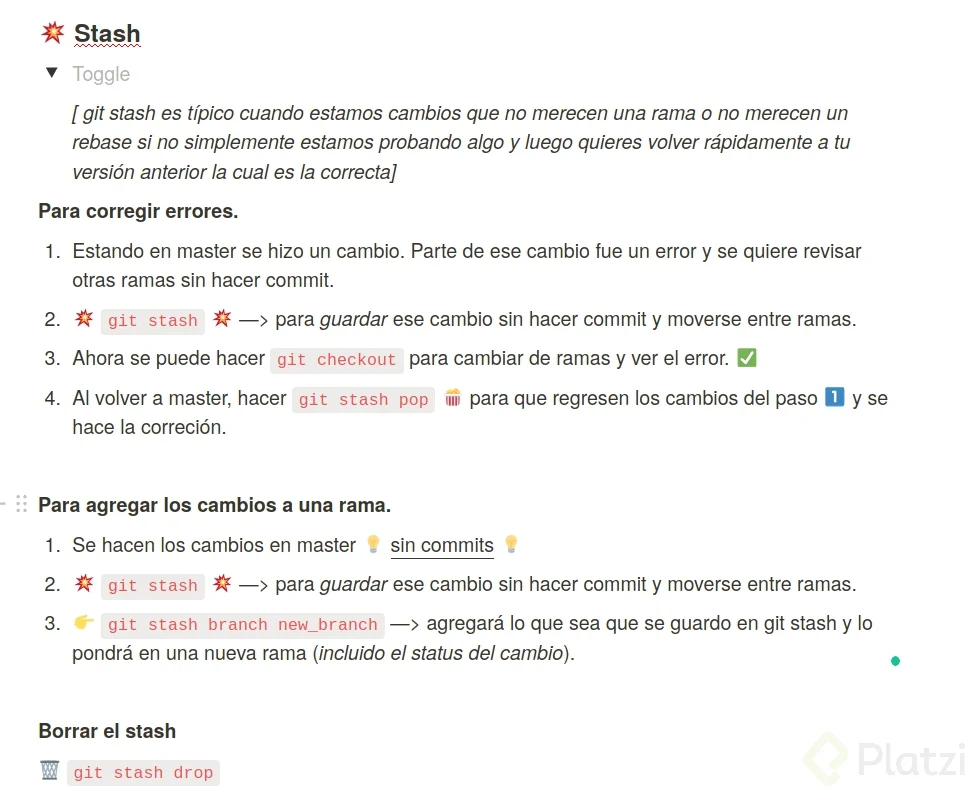 💥 Stash
▼ Toggle
[ git stash es típico cuando estamos cambios que no merecen una rama o no merecen un
rebase si no simplemente estamos probando algo y luego quieres volver rápidamente a tu
versión anterior la cual es la correcta]
Para corregir errores.
1. Estando en master se hizo un cambio. Parte de ese cambio fue un error y se quiere revisar
otras ramas sin hacer commit.
2. 💥 git stash 💥 —> para guardar ese cambio sin hacer commit y moverse entre ramas.
3. Ahora se puede hacer git checkout para cambiar de ramas y ver el error. ✅
4. Al volver a master, hacer git stash pop 🍿 para que regresen los cambios del paso 1️⃣ y se
hace la correción.
Para agregar los cambios a una rama.
1. Se hacen los cambios en master 💡 sin commits 💡
2. 💥 git stash 💥 —> para guardar ese cambio sin hacer commit y moverse entre ramas.
3. 👉 git stash branch new_branch —> agregará lo que sea que se guardo en git stash y lo
pondrá en una nueva rama (incluido el status del cambio).
Borrar el stash
🗑️ git stash drop
Platzi